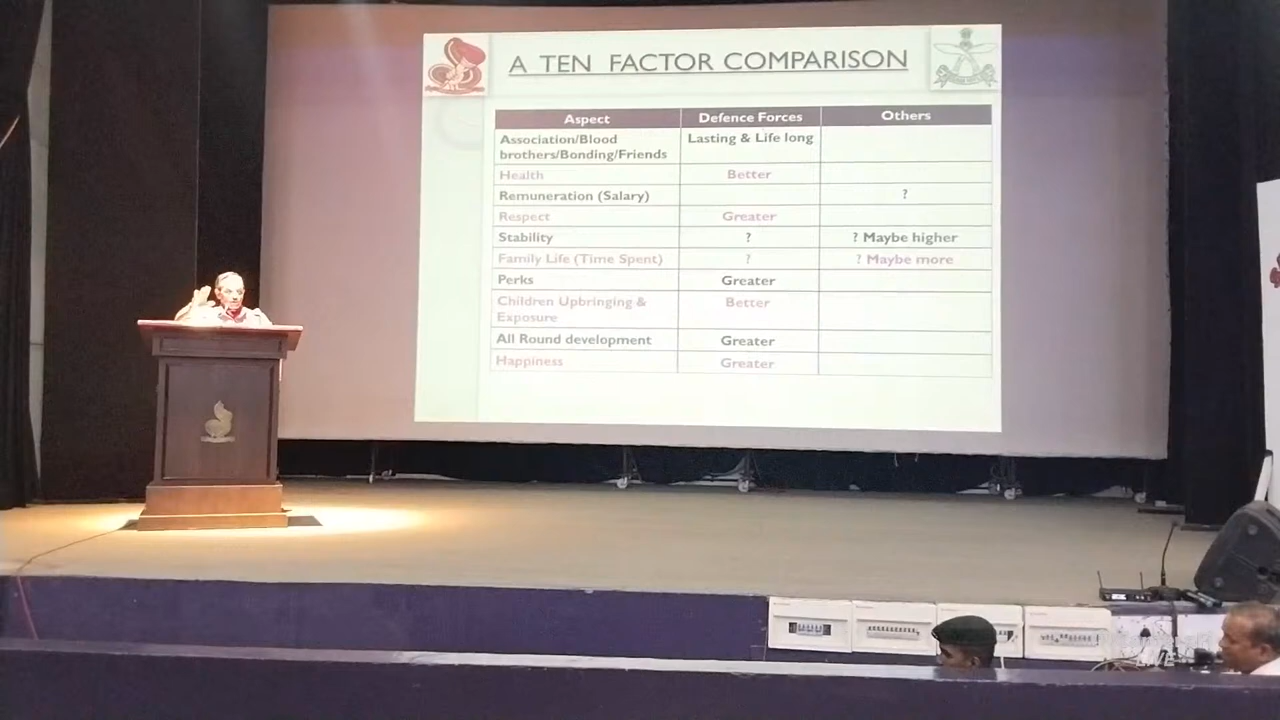 A TEN FACTOR COMPARISON
Aspect Defence Forces Others
Association/Blood brothers/Bonding/Friends Lasting & Life long
Health Better
Remuneration (Salary) ?
Respect Greater
Stability ? ? Maybe higher
Family Life (Time Spent) ? ? Maybe more
Perks Greater
Children Upbringing & Exposure Better
All Round development Greater
Happiness Greater